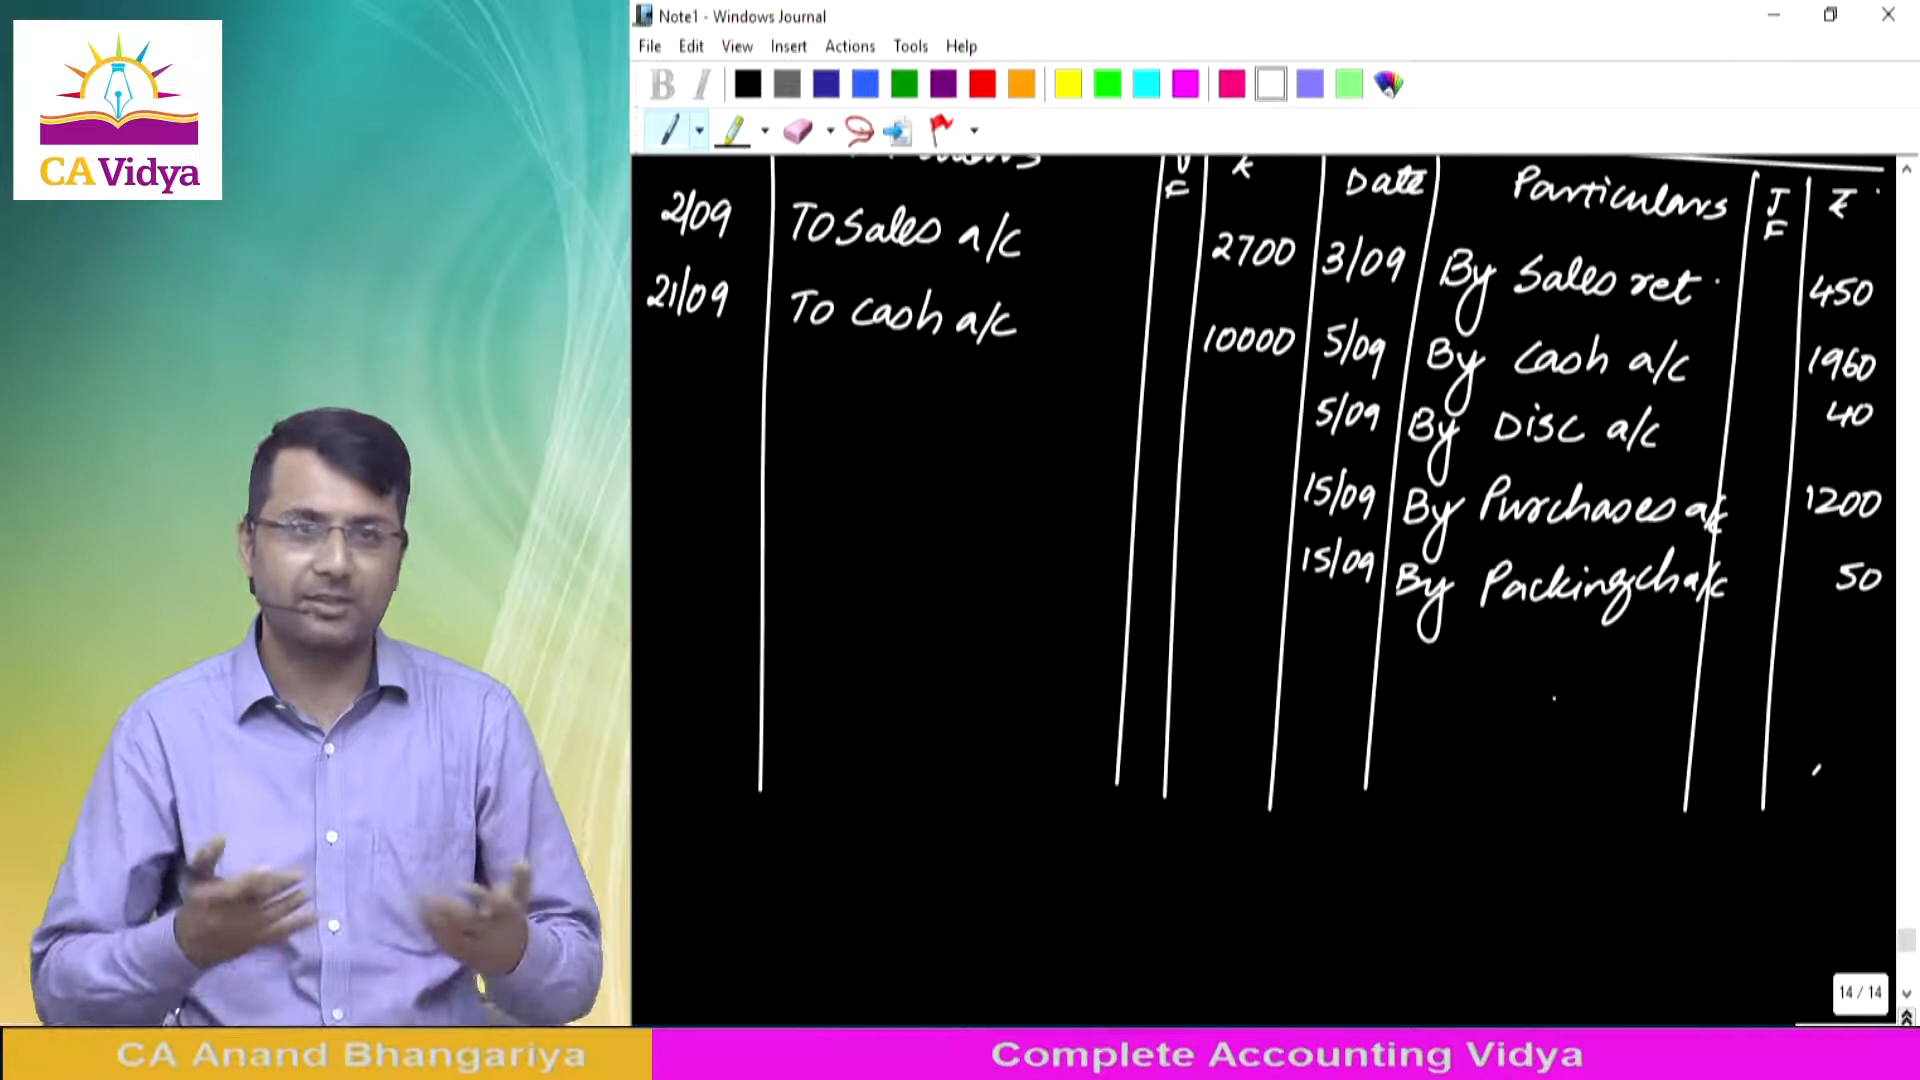 CA Vidya
Note1 - Windows Journal
File Edit View Insert Actions Tools Help
B I
J F ₹ Date Particulars J F ₹
2/09 To Sales a/c 2700 3/09 By Sales ret. 450
21/09 To cash a/c 10000 5/09 By cash a/c 1960
5/09 By Disc a/c 40
15/09 By Purchases a/c 1200
15/09 By Packing ch a/c 50
14 / 14
CA Anand Bhangariya
Complete Accounting Vidya